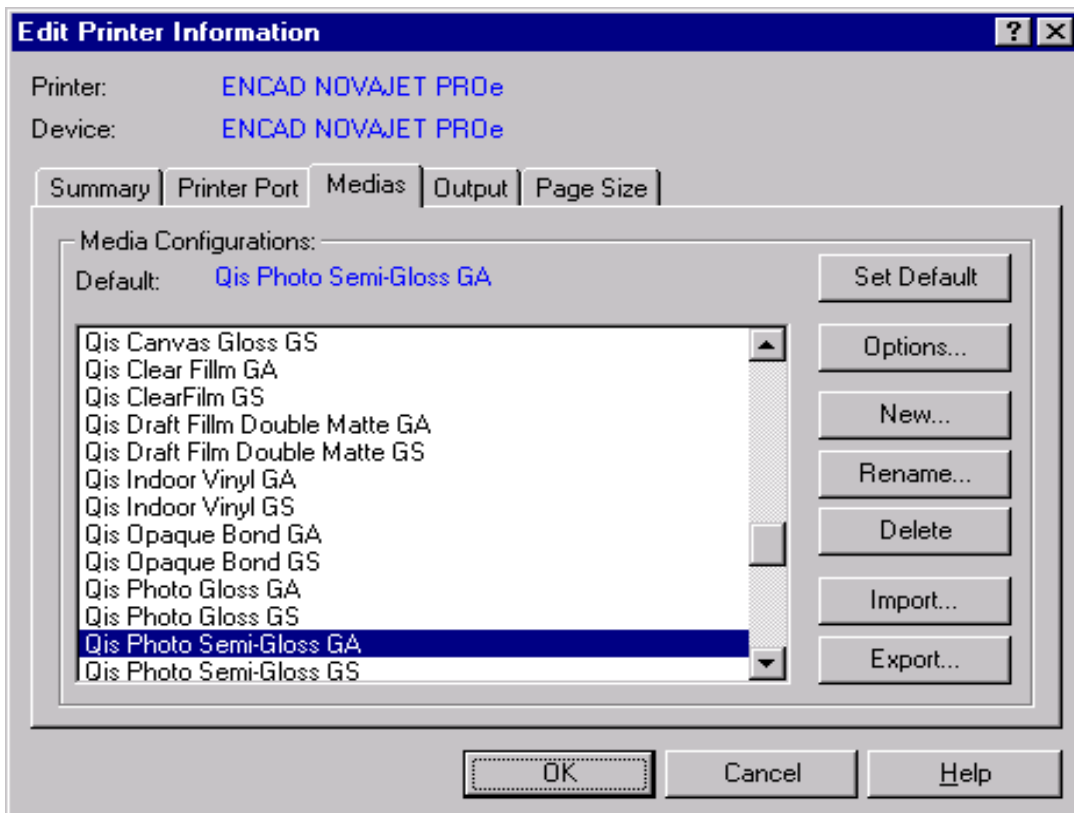 Edit Printer Information
Printer: ENCAD NOVAJET PROe
Device: ENCAD NOVAJET PROe
Summary Printer Port Medias Output Page Size
Media Configurations:
Default: Qis Photo Semi-Gloss GA
Set Default
Qis Canvas Gloss GS
Qis Clear Fillm GA
Qis ClearFilm GS
Qis Draft Fillm Double Matte GA
Qis Draft Film Double Matte GS
Qis Indoor Vinyl GA
Qis Indoor Vinyl GS
Qis Opaque Bond GA
Qis Opaque Bond GS
Qis Photo Gloss GA
Qis Photo Gloss GS
Qis Photo Semi-Gloss GA
Qis Photo Semi-Gloss GS
Options...
New...
Rename...
Delete
Import...
Export...
OK Cancel Help